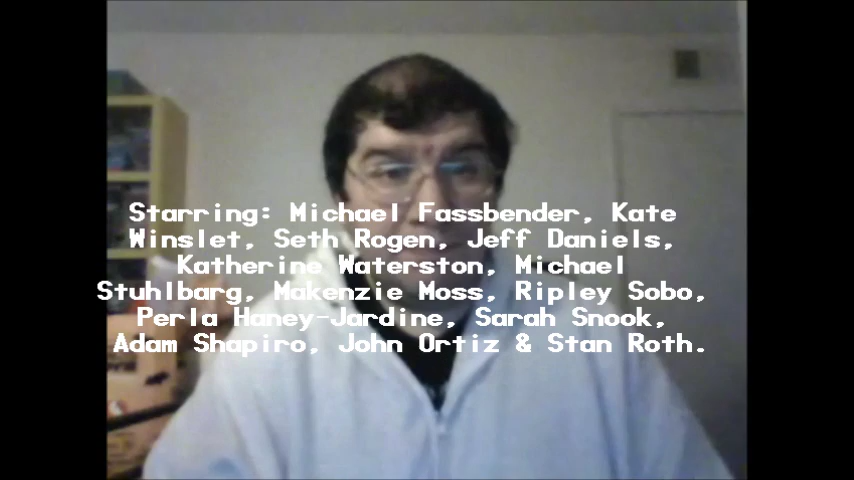 Starring: Michael Fassbender, Kate
Winslet, Seth Rogen, Jeff Daniels,
Katherine Waterston, Michael
Stuhlbarg, Makenzie Moss, Ripley Sobo,
Perla Haney-Jardine, Sarah Snook,
Adam Shapiro, John Ortiz & Stan Roth.